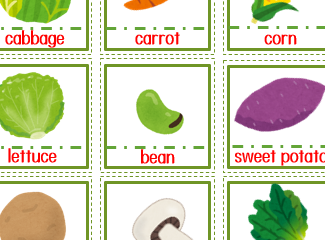 cabbage
carrot
corn
lettuce
bean
sweet potato